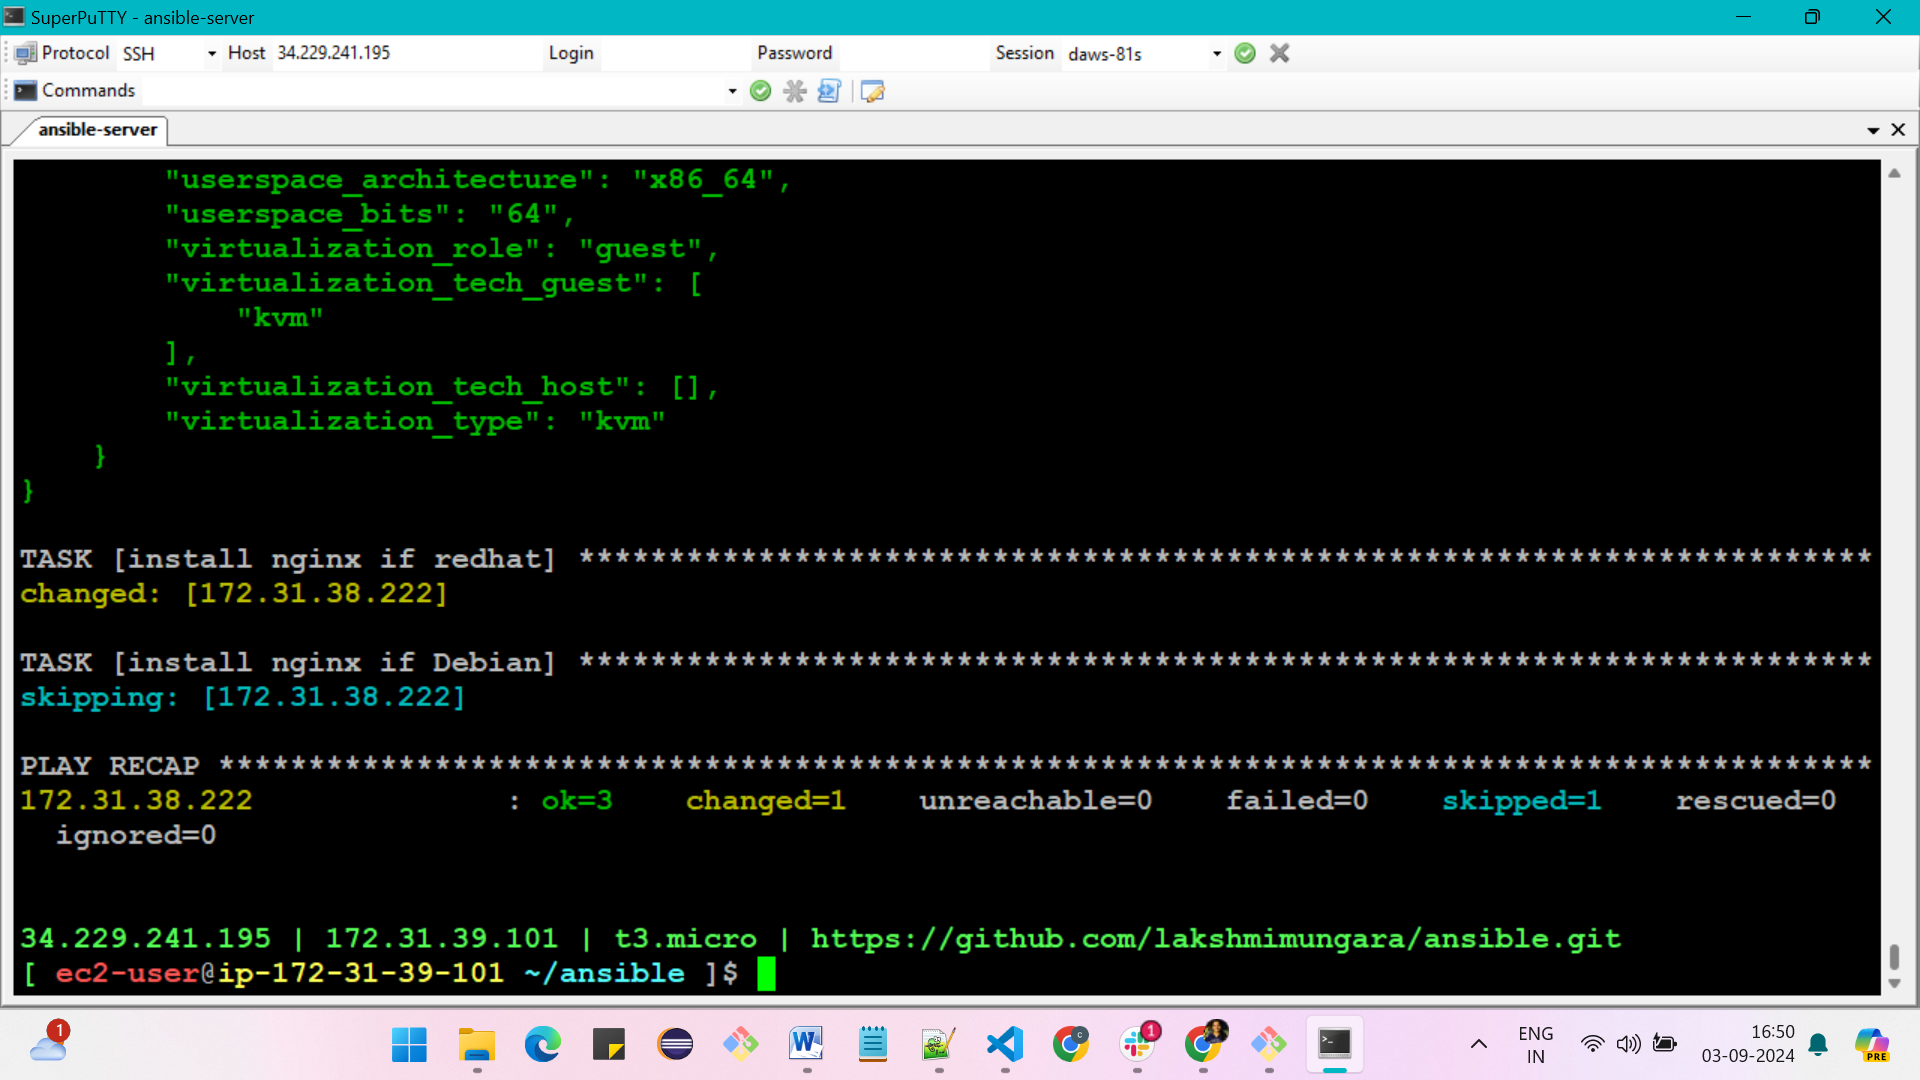 SuperPuTTY - ansible-server
Protocol SSH Host 34.229.241.195 Login Password Session daws-81s
Commands
ansible-server
"userspace_architecture": "x86_64",
"userspace_bits": "64",
"virtualization_role": "guest",
"virtualization_tech_guest": [
"kvm"
],
"virtualization_tech_host": [],
"virtualization_type": "kvm"
}
}
TASK [install nginx if redhat] ************************************************************************
changed: [172.31.38.222]
TASK [install nginx if Debian] ************************************************************************
skipping: [172.31.38.222]
PLAY RECAP ********************************************************************************************
172.31.38.222 : ok=3 changed=1 unreachable=0 failed=0 skipped=1 rescued=0
ignored=0
34.229.241.195 | 172.31.39.101 | t3.micro | https://github.com/lakshmimungara/ansible.git
[ ec2-user@ip-172-31-39-101 ~/ansible ]$
1
W
C
1
ENG
IN
16:50
03-09-2024
PRE